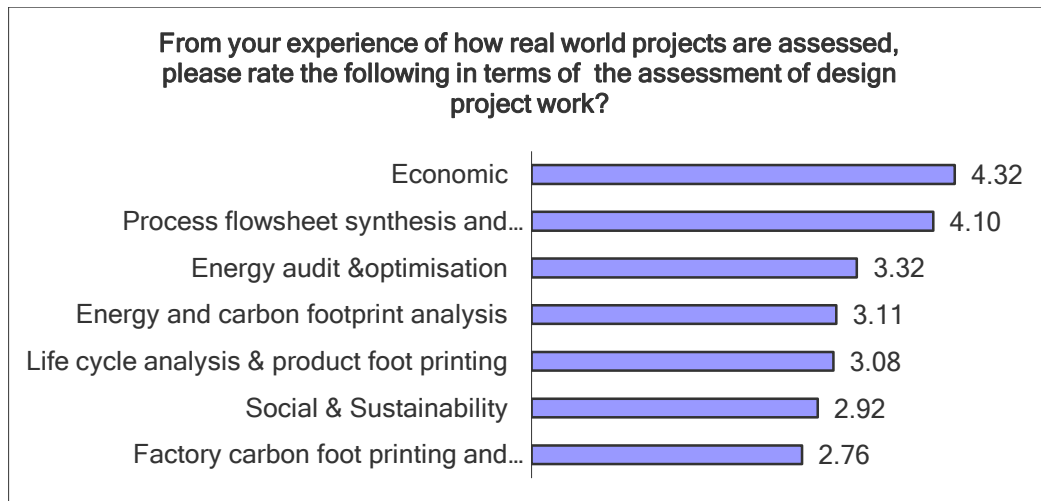 From your experience of how real world projects are assessed,
please rate the following in terms of the assessment of design
project work?
Economic 4.32
Process flowsheet synthesis and… 4.10
Energy audit &optimisation 3.32
Energy and carbon footprint analysis 3.11
Life cycle analysis & product foot printing 3.08
Social & Sustainability 2.92
Factory carbon foot printing and… 2.76